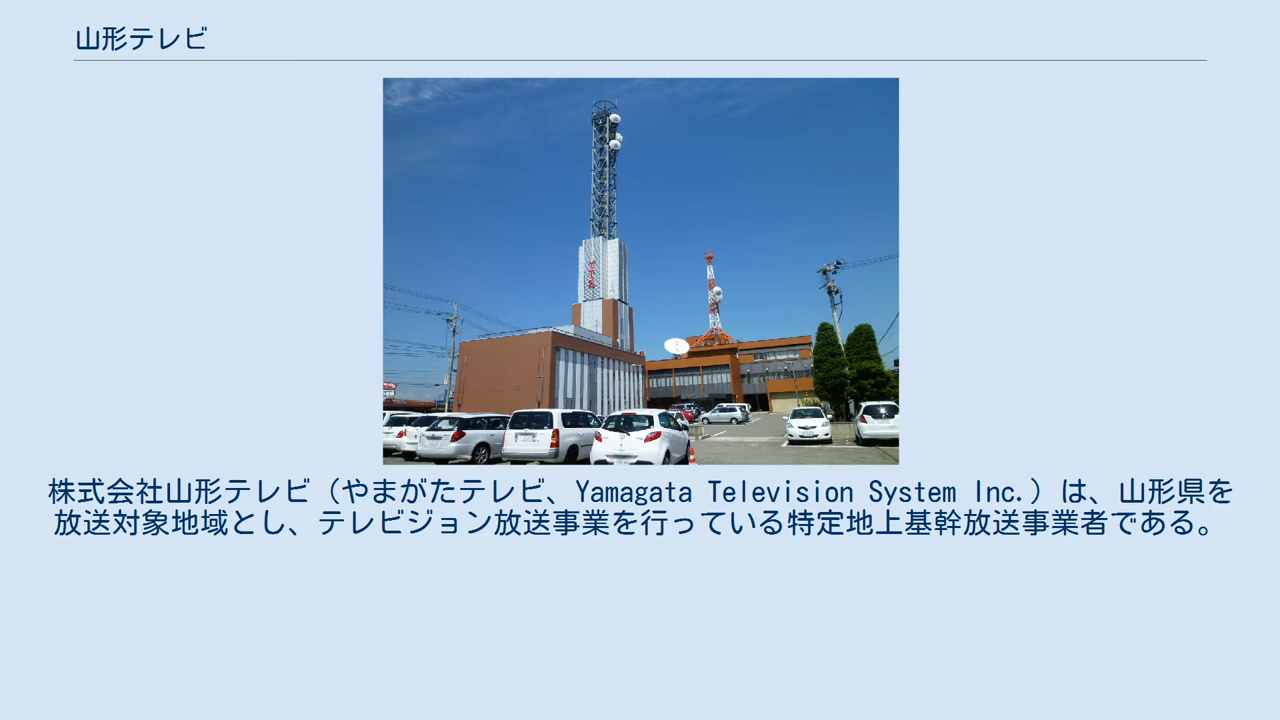 山形テレビ
株式会社山形テレビ（やまがたテレビ、Yamagata Television System Inc.）は、山形県を
放送対象地域とし、テレビジョン放送事業を行っている特定地上基幹放送事業者である。